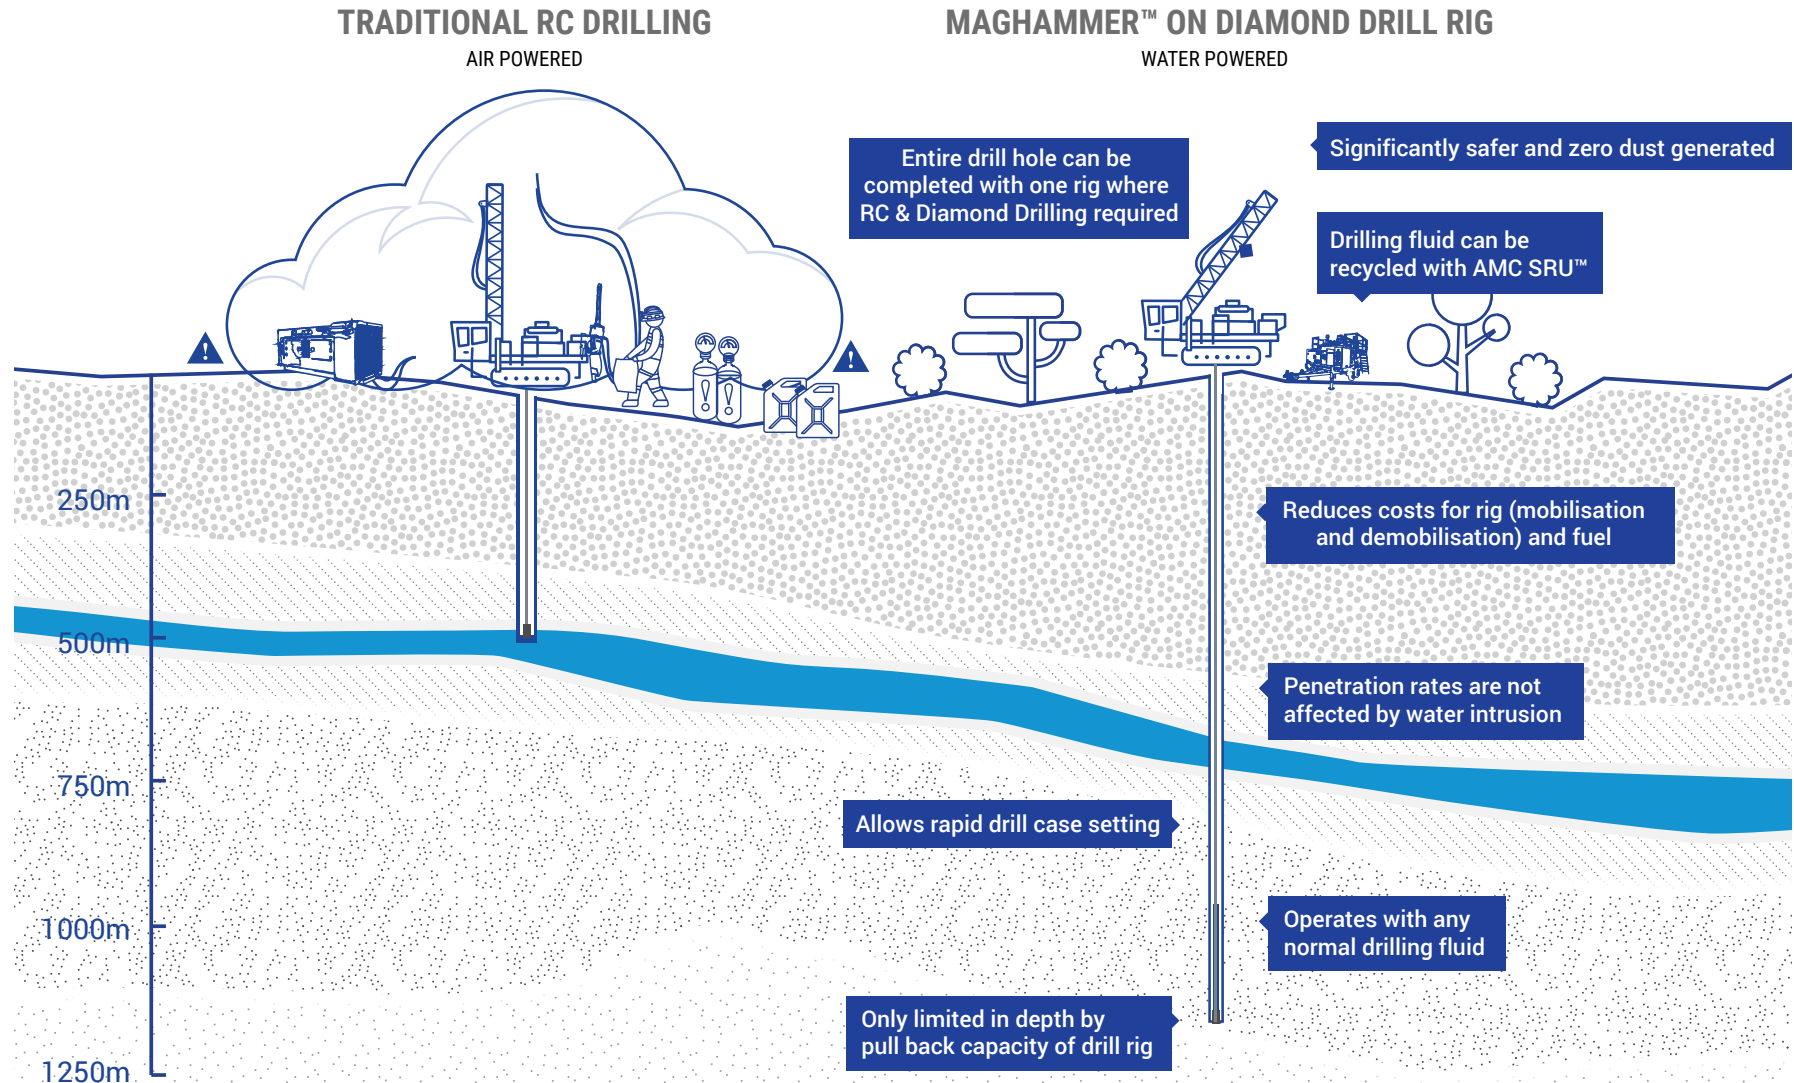 TRADITIONAL RC DRILLING
AIR POWERED
MAGHAMMER™ ON DIAMOND DRILL RIG
WATER POWERED
Entire drill hole can be
completed with one rig where
RC & Diamond Drilling required
Significantly safer and zero dust generated
Drilling fluid can be
recycled with AMC SRU™
250m
Reduces costs for rig (mobilisation
and demobilisation) and fuel
500m
Penetration rates are not
affected by water intrusion
750m
Allows rapid drill case setting
1000m
Operates with any
normal drilling fluid
Only limited in depth by
pull back capacity of drill rig
1250m